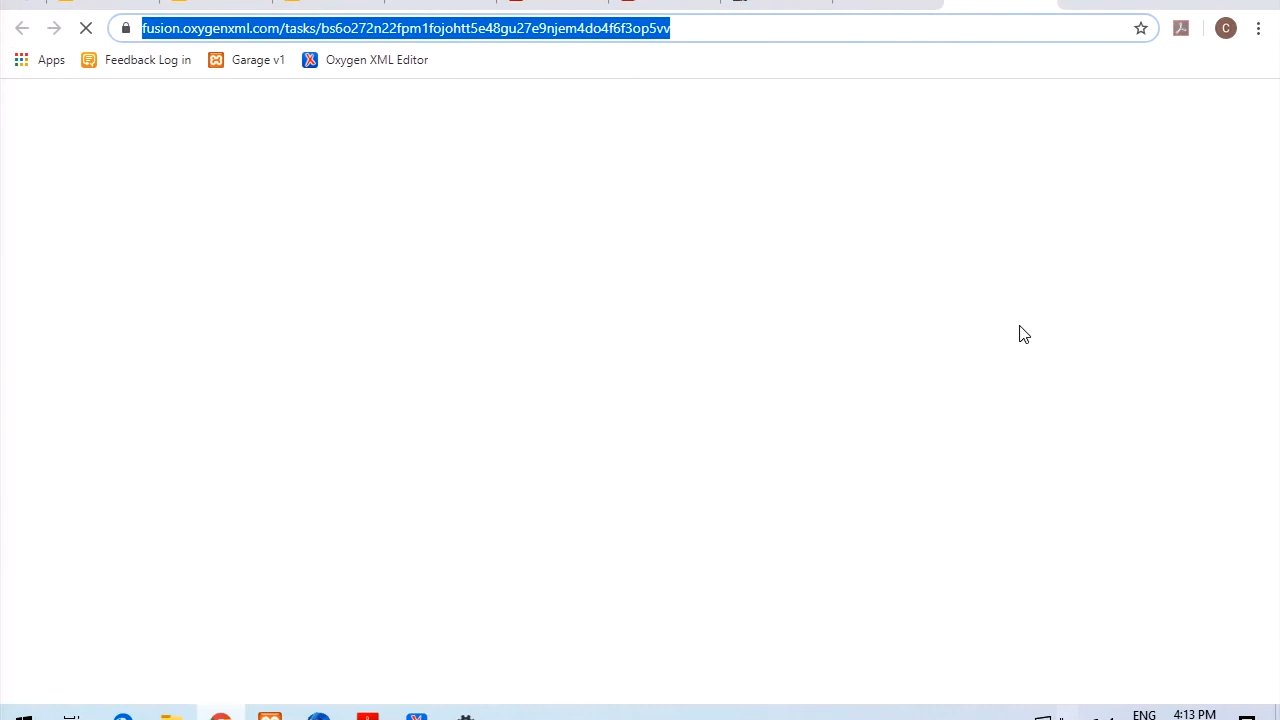 fusion.oxygenxml.com/tasks/bs6o272n22fpm1fojohtt5e48gu27e9njem4do4f6f3op5vv
C
Apps Feedback Log in Garage v1 Oxygen XML Editor
ENG 4:13 PM